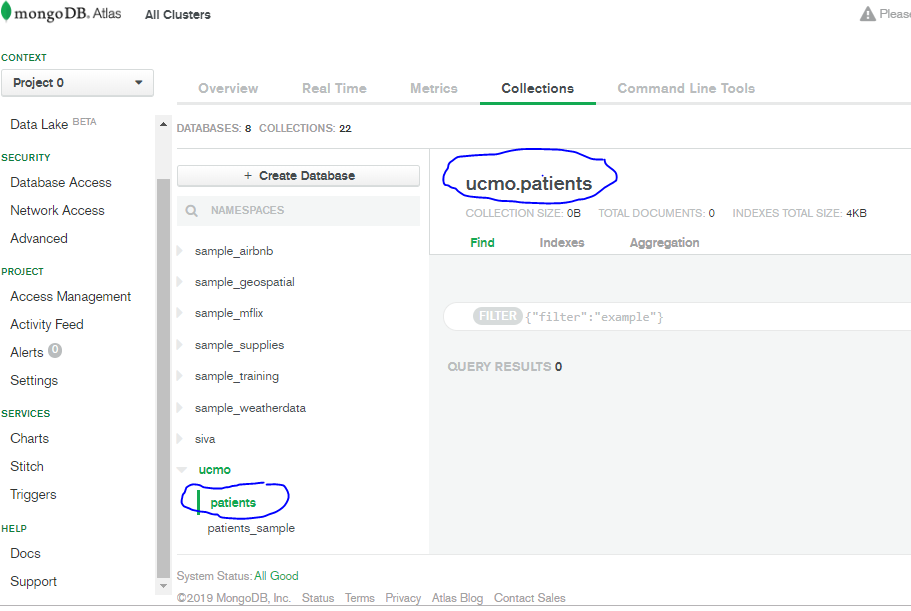 mongoDB. Atlas All Clusters
Pleas
CONTEXT
Project 0
Data Lake BETA
SECURITY
Database Access
Network Access
Advanced
PROJECT
Access Management
Activity Feed
Alerts 0
Settings
SERVICES
Charts
Stitch
Triggers
HELP
Docs
Support
Overview Real Time Metrics Collections Command Line Tools
DATABASES: 8 COLLECTIONS: 22
+ Create Database
NAMESPACES
sample_airbnb
sample_geospatial
sample_mflix
sample_supplies
sample_training
sample_weatherdata
siva
ucmo
patients
patients_sample
ucmo.patients
COLLECTION SIZE: 0B TOTAL DOCUMENTS: 0 INDEXES TOTAL SIZE: 4KB
Find Indexes Aggregation
FILTER {"filter":"example"}
QUERY RESULTS 0
System Status: All Good
©2019 MongoDB, Inc. Status Terms Privacy Atlas Blog Contact Sales